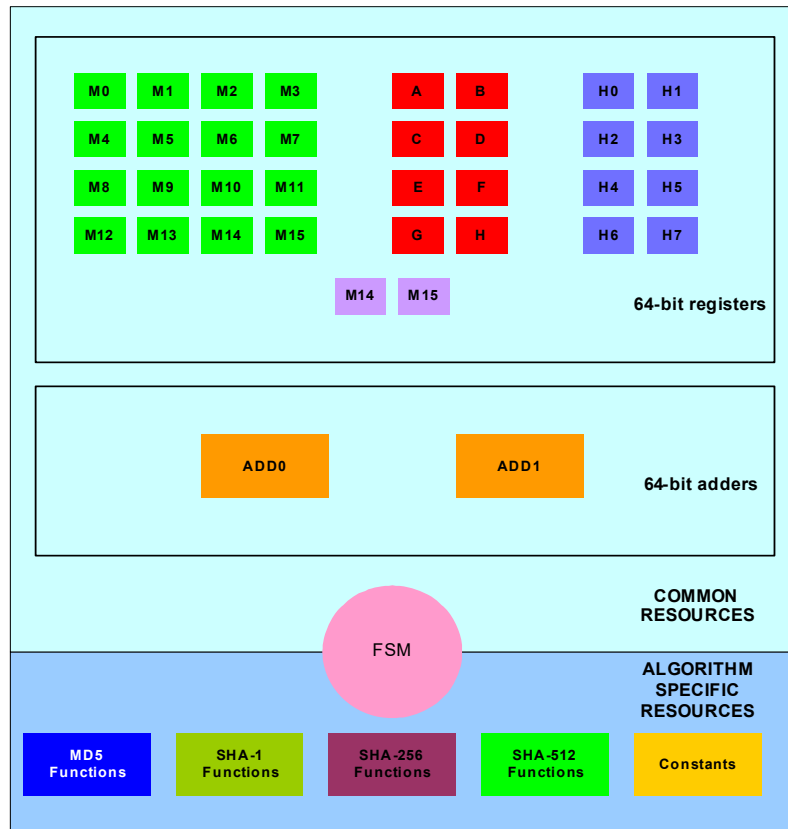 M0 M1 M2 M3 A B H0 H1
M4 M5 M6 M7 C D H2 H3
M8 M9 M10 M11 E F H4 H5
M12 M13 M14 M15 G H H6 H7
M14 M15
64-bit registers
ADD0 ADD1
64-bit adders
COMMON
RESOURCES
FSM
ALGORITHM
SPECIFIC
RESOURCES
MD5
Functions
SHA-1
Functions
SHA-256
Functions
SHA-512
Functions
Constants